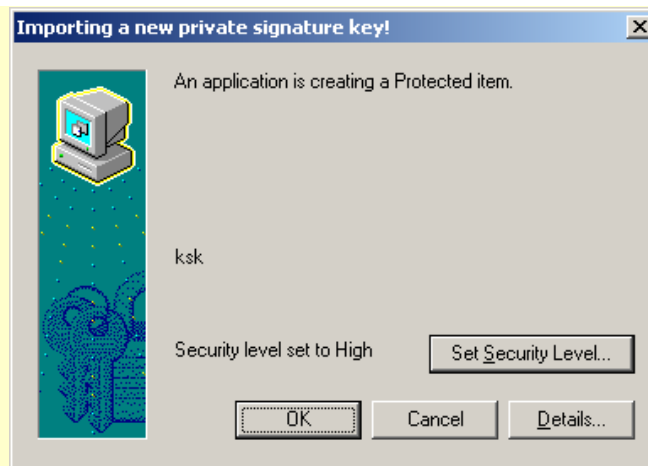 Importing a new private signature key!
An application is creating a Protected item.
ksk
Security level set to High
Set Security Level...
OK
Cancel
Details...